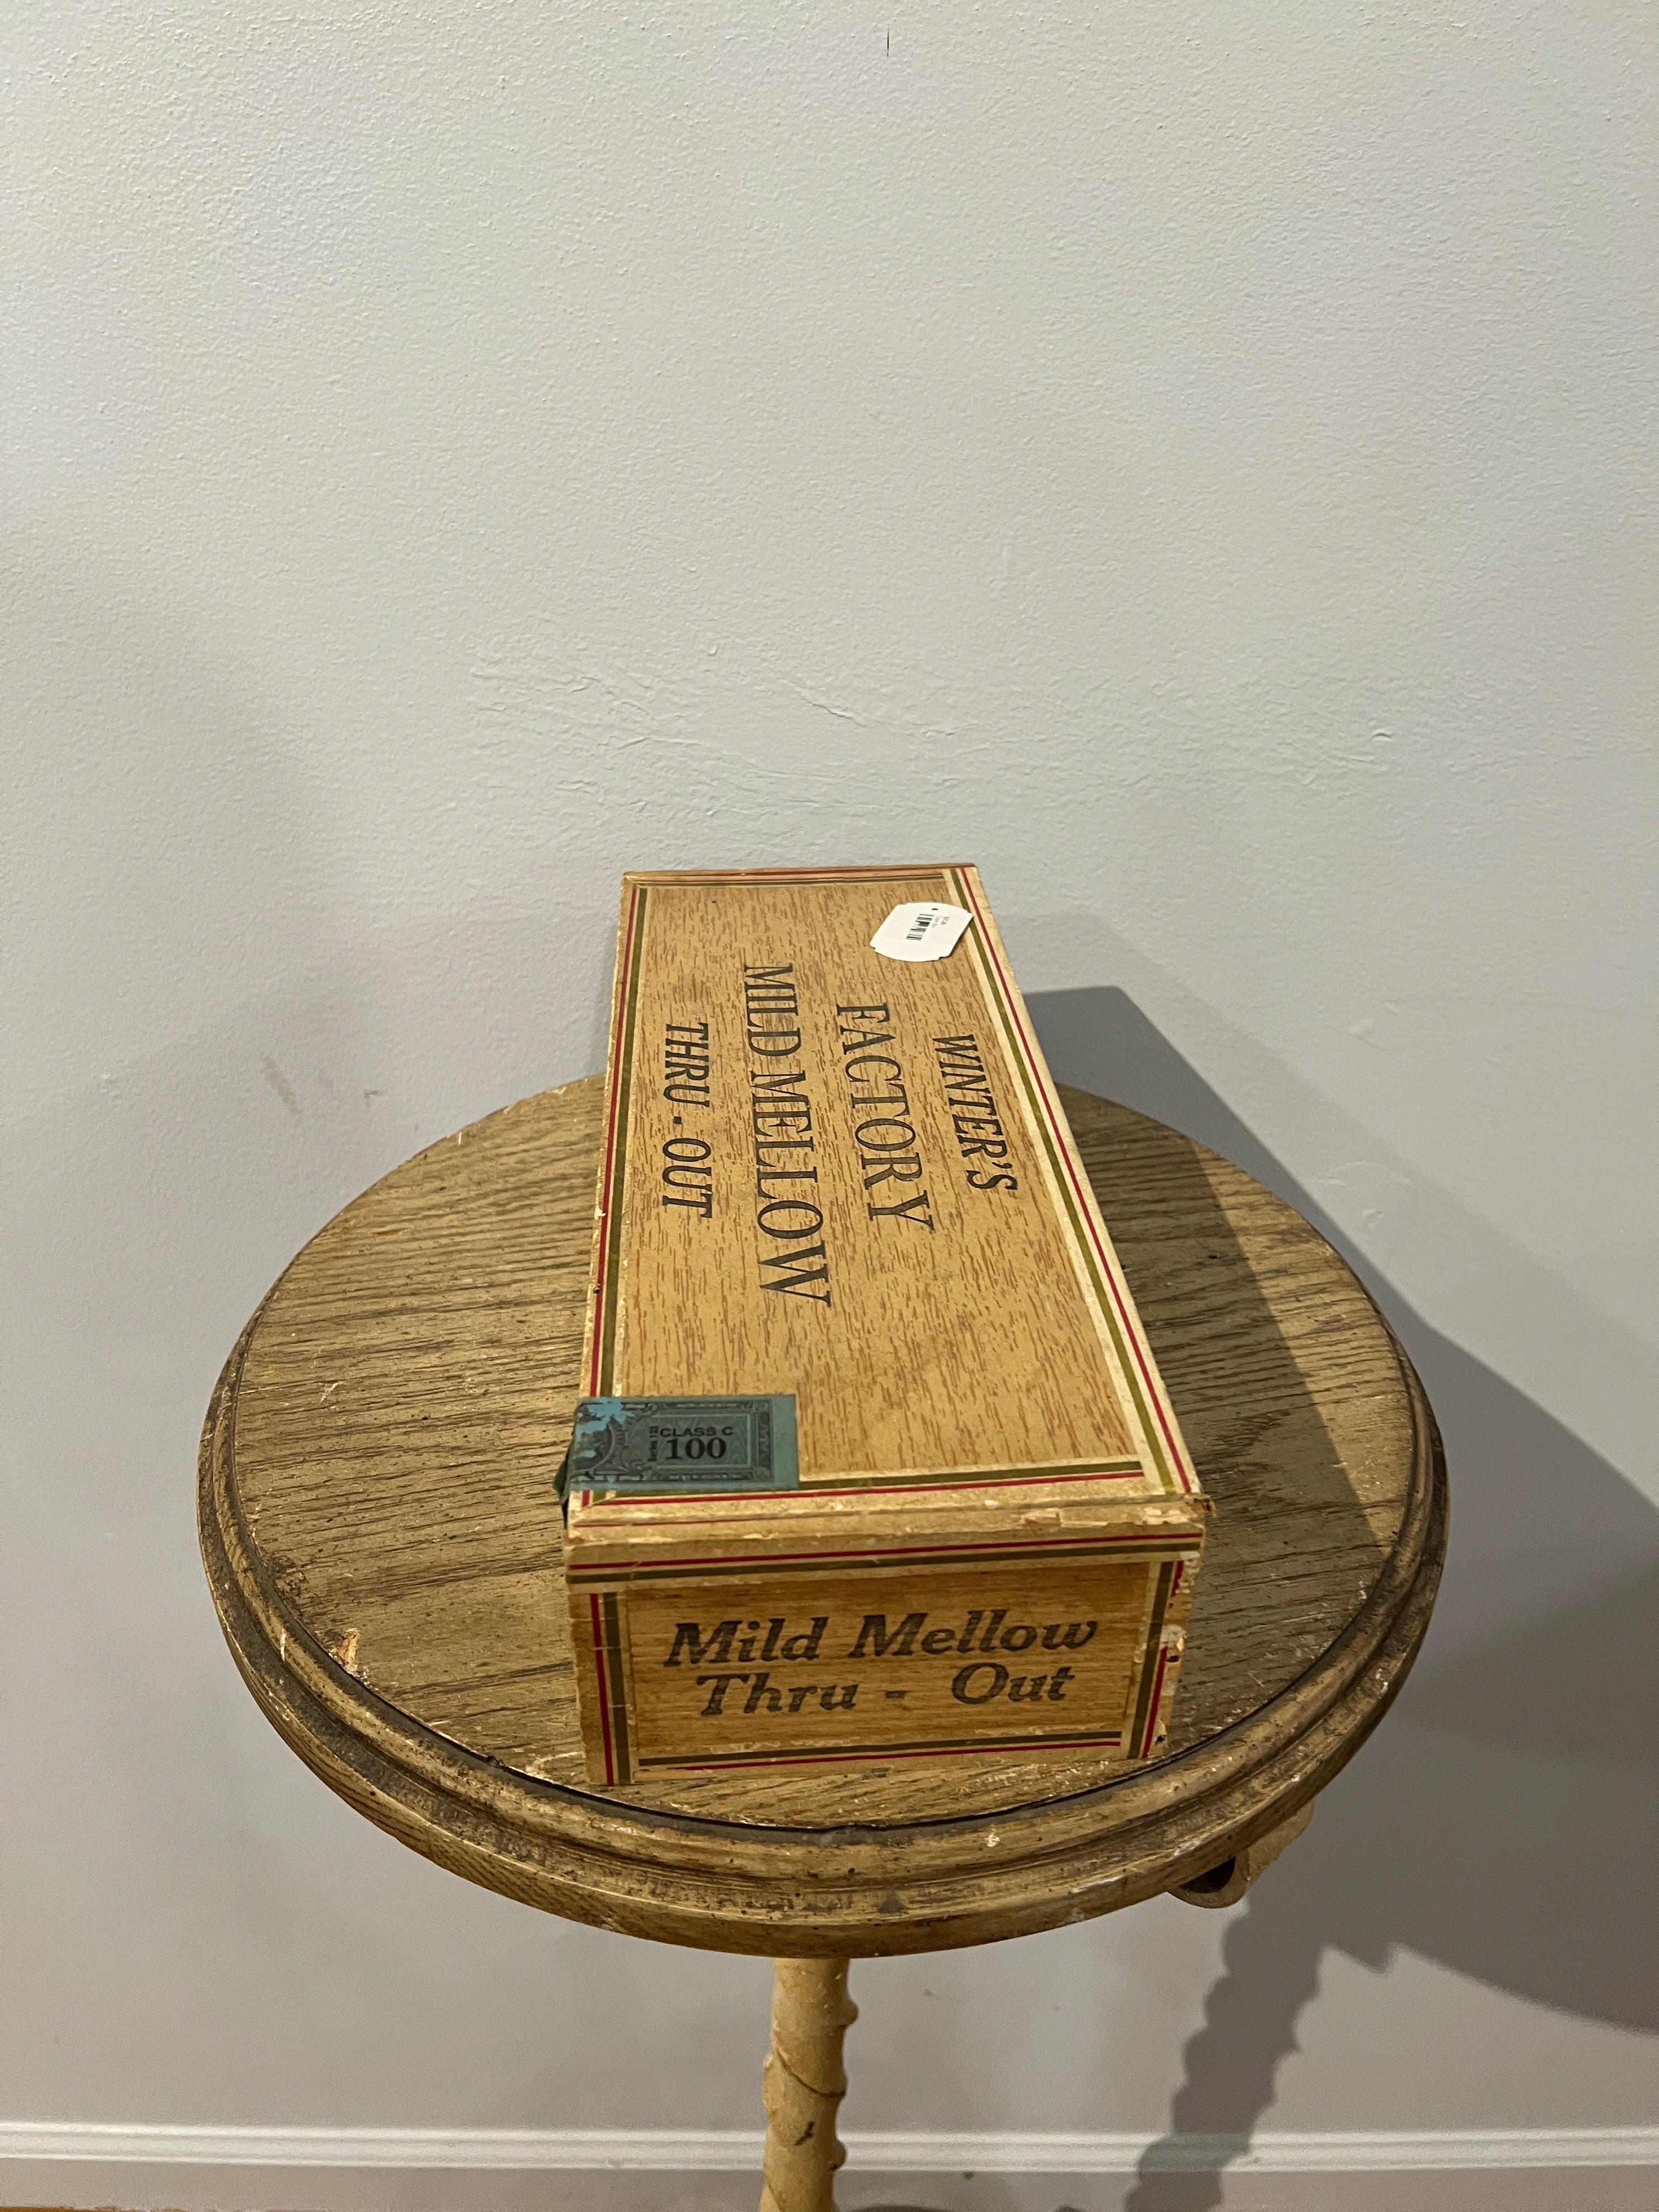 WINTER'S
FACTORY
MILD MELLOW
THRU - OUT
CLASS C
100
Mild Mellow
Thru - Out